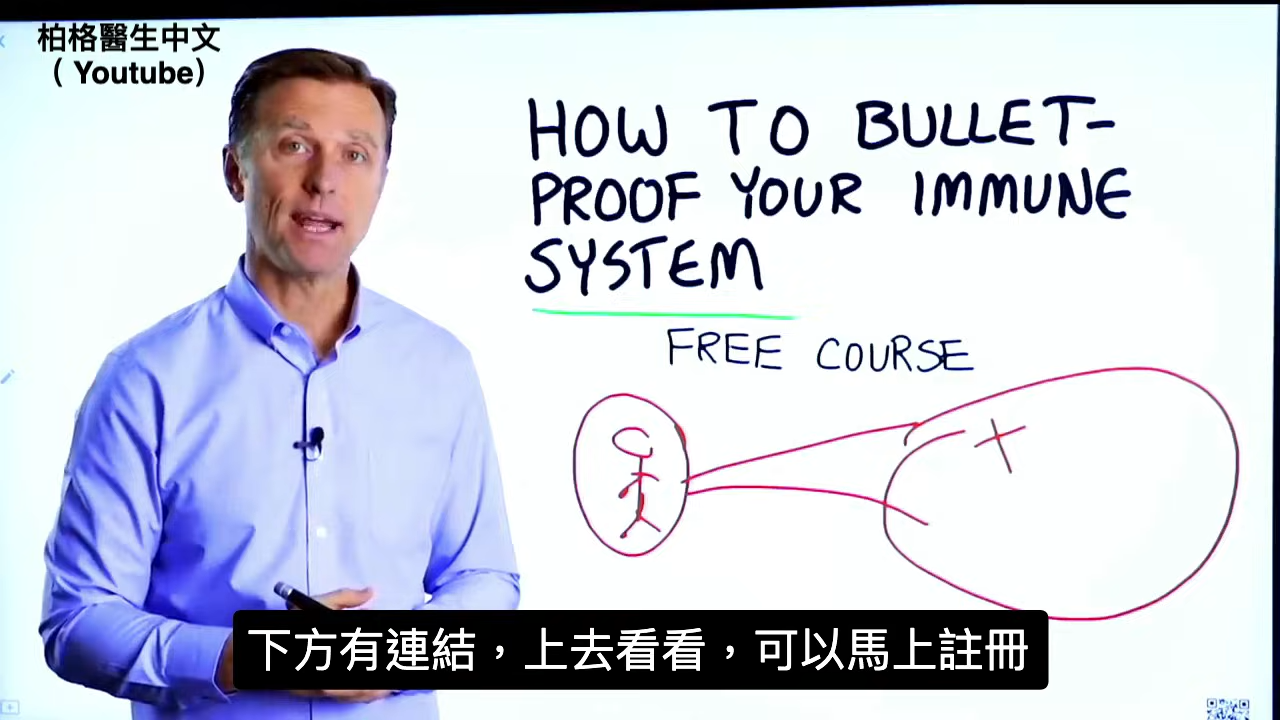 柏格醫生中文
（ Youtube）
HOW TO BULLET-
PROOF YOUR IMMUNE
SYSTEM
FREE COURSE
下方有連結，上去看看，可以馬上註冊